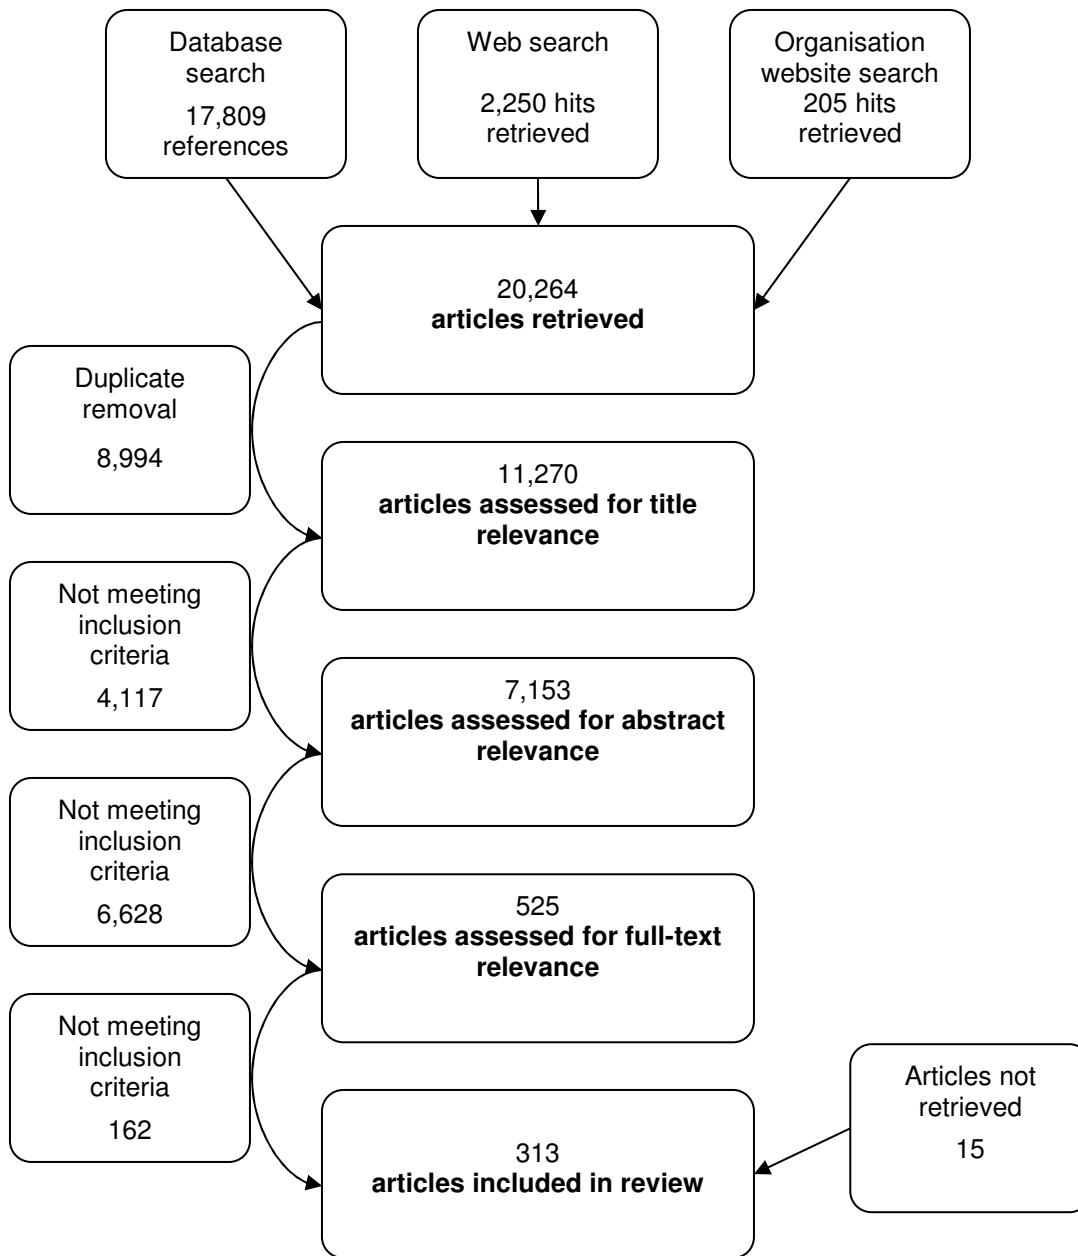 Database
search
17,809
references
Web search
2,250 hits
retrieved
Organisation
website search
205 hits
retrieved
20,264
articles retrieved
Duplicate
removal
8,994
11,270
articles assessed for title
relevance
Not meeting
inclusion
criteria
4,117
7,153
articles assessed for abstract
relevance
Not meeting
inclusion
criteria
6,628
525
articles assessed for full-text
relevance
Not meeting
inclusion
criteria
162
313
articles included in review
Articles not
retrieved
15